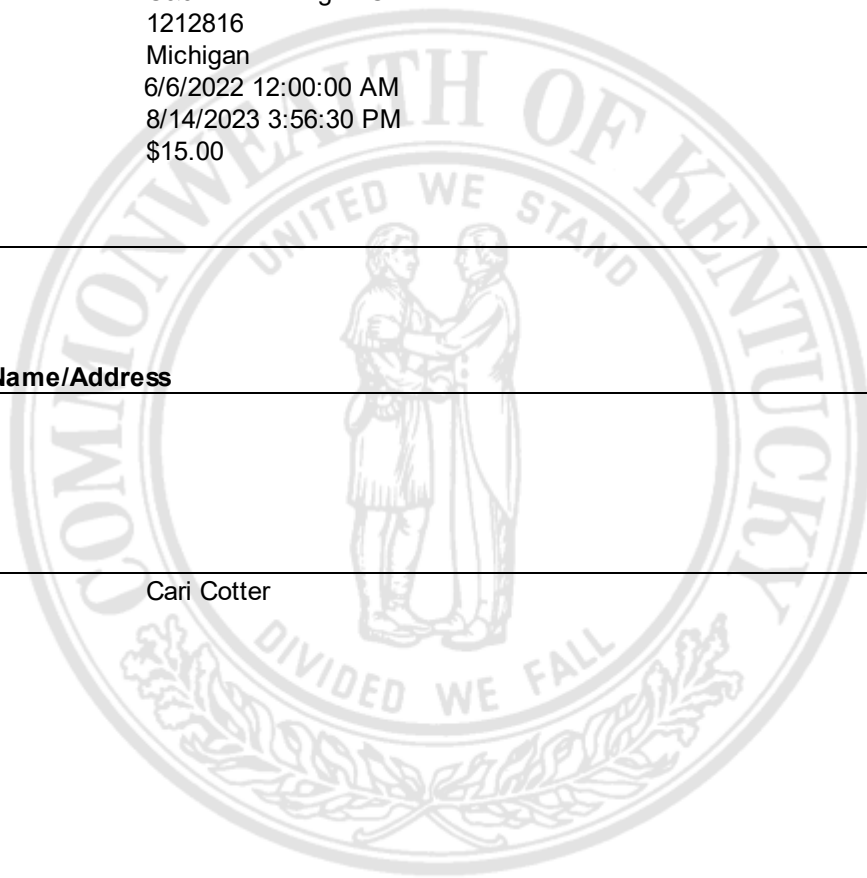 1212816
Michigan
6/6/2022 12:00:00 AM
8/14/2023 3:56:30 PM
$15.00
COMMONWEALTH OF KENTUCKY
UNITED WE STAND
Name/Address
Cari Cotter
DIVIDED WE FALL